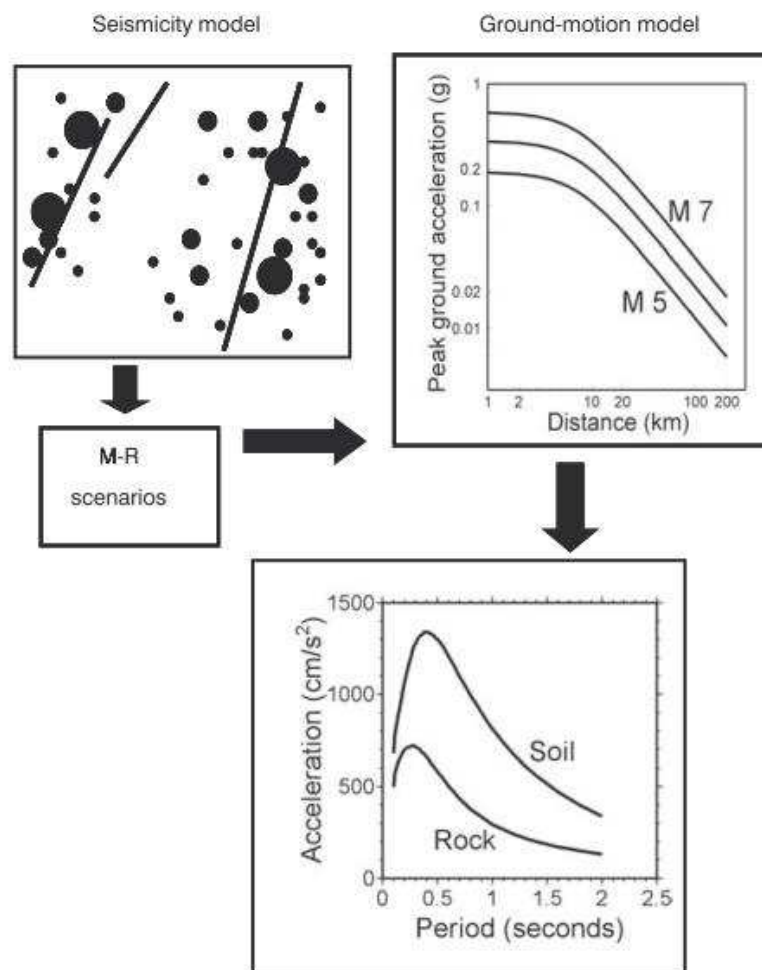 Seismicity model
Ground-motion model
Peak ground acceleration (g)
1
0.2
0.1
0.02
0.01
M 7
M 5
1 2 10 20 100 200
Distance (km)
M-R
scenarios
Acceleration (cm/s²)
1500
1000
500
0
Soil
Rock
0 0.5 1 1.5 2 2.5
Period (seconds)